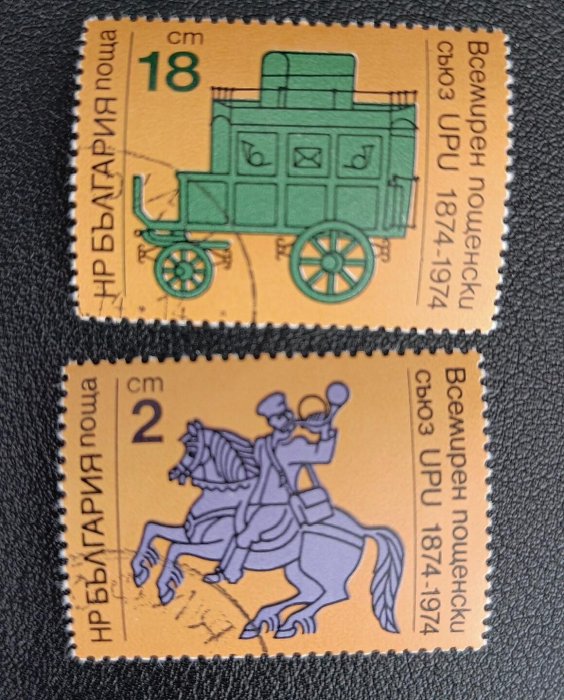 НР БЪЛГАРИЯ поща
18 cm
Всемирен пощенски
съюз UPU 1874-1974
НР БЪЛГАРИЯ поща
2 cm
Всемирен пощенски
съюз UPU 1874-1974